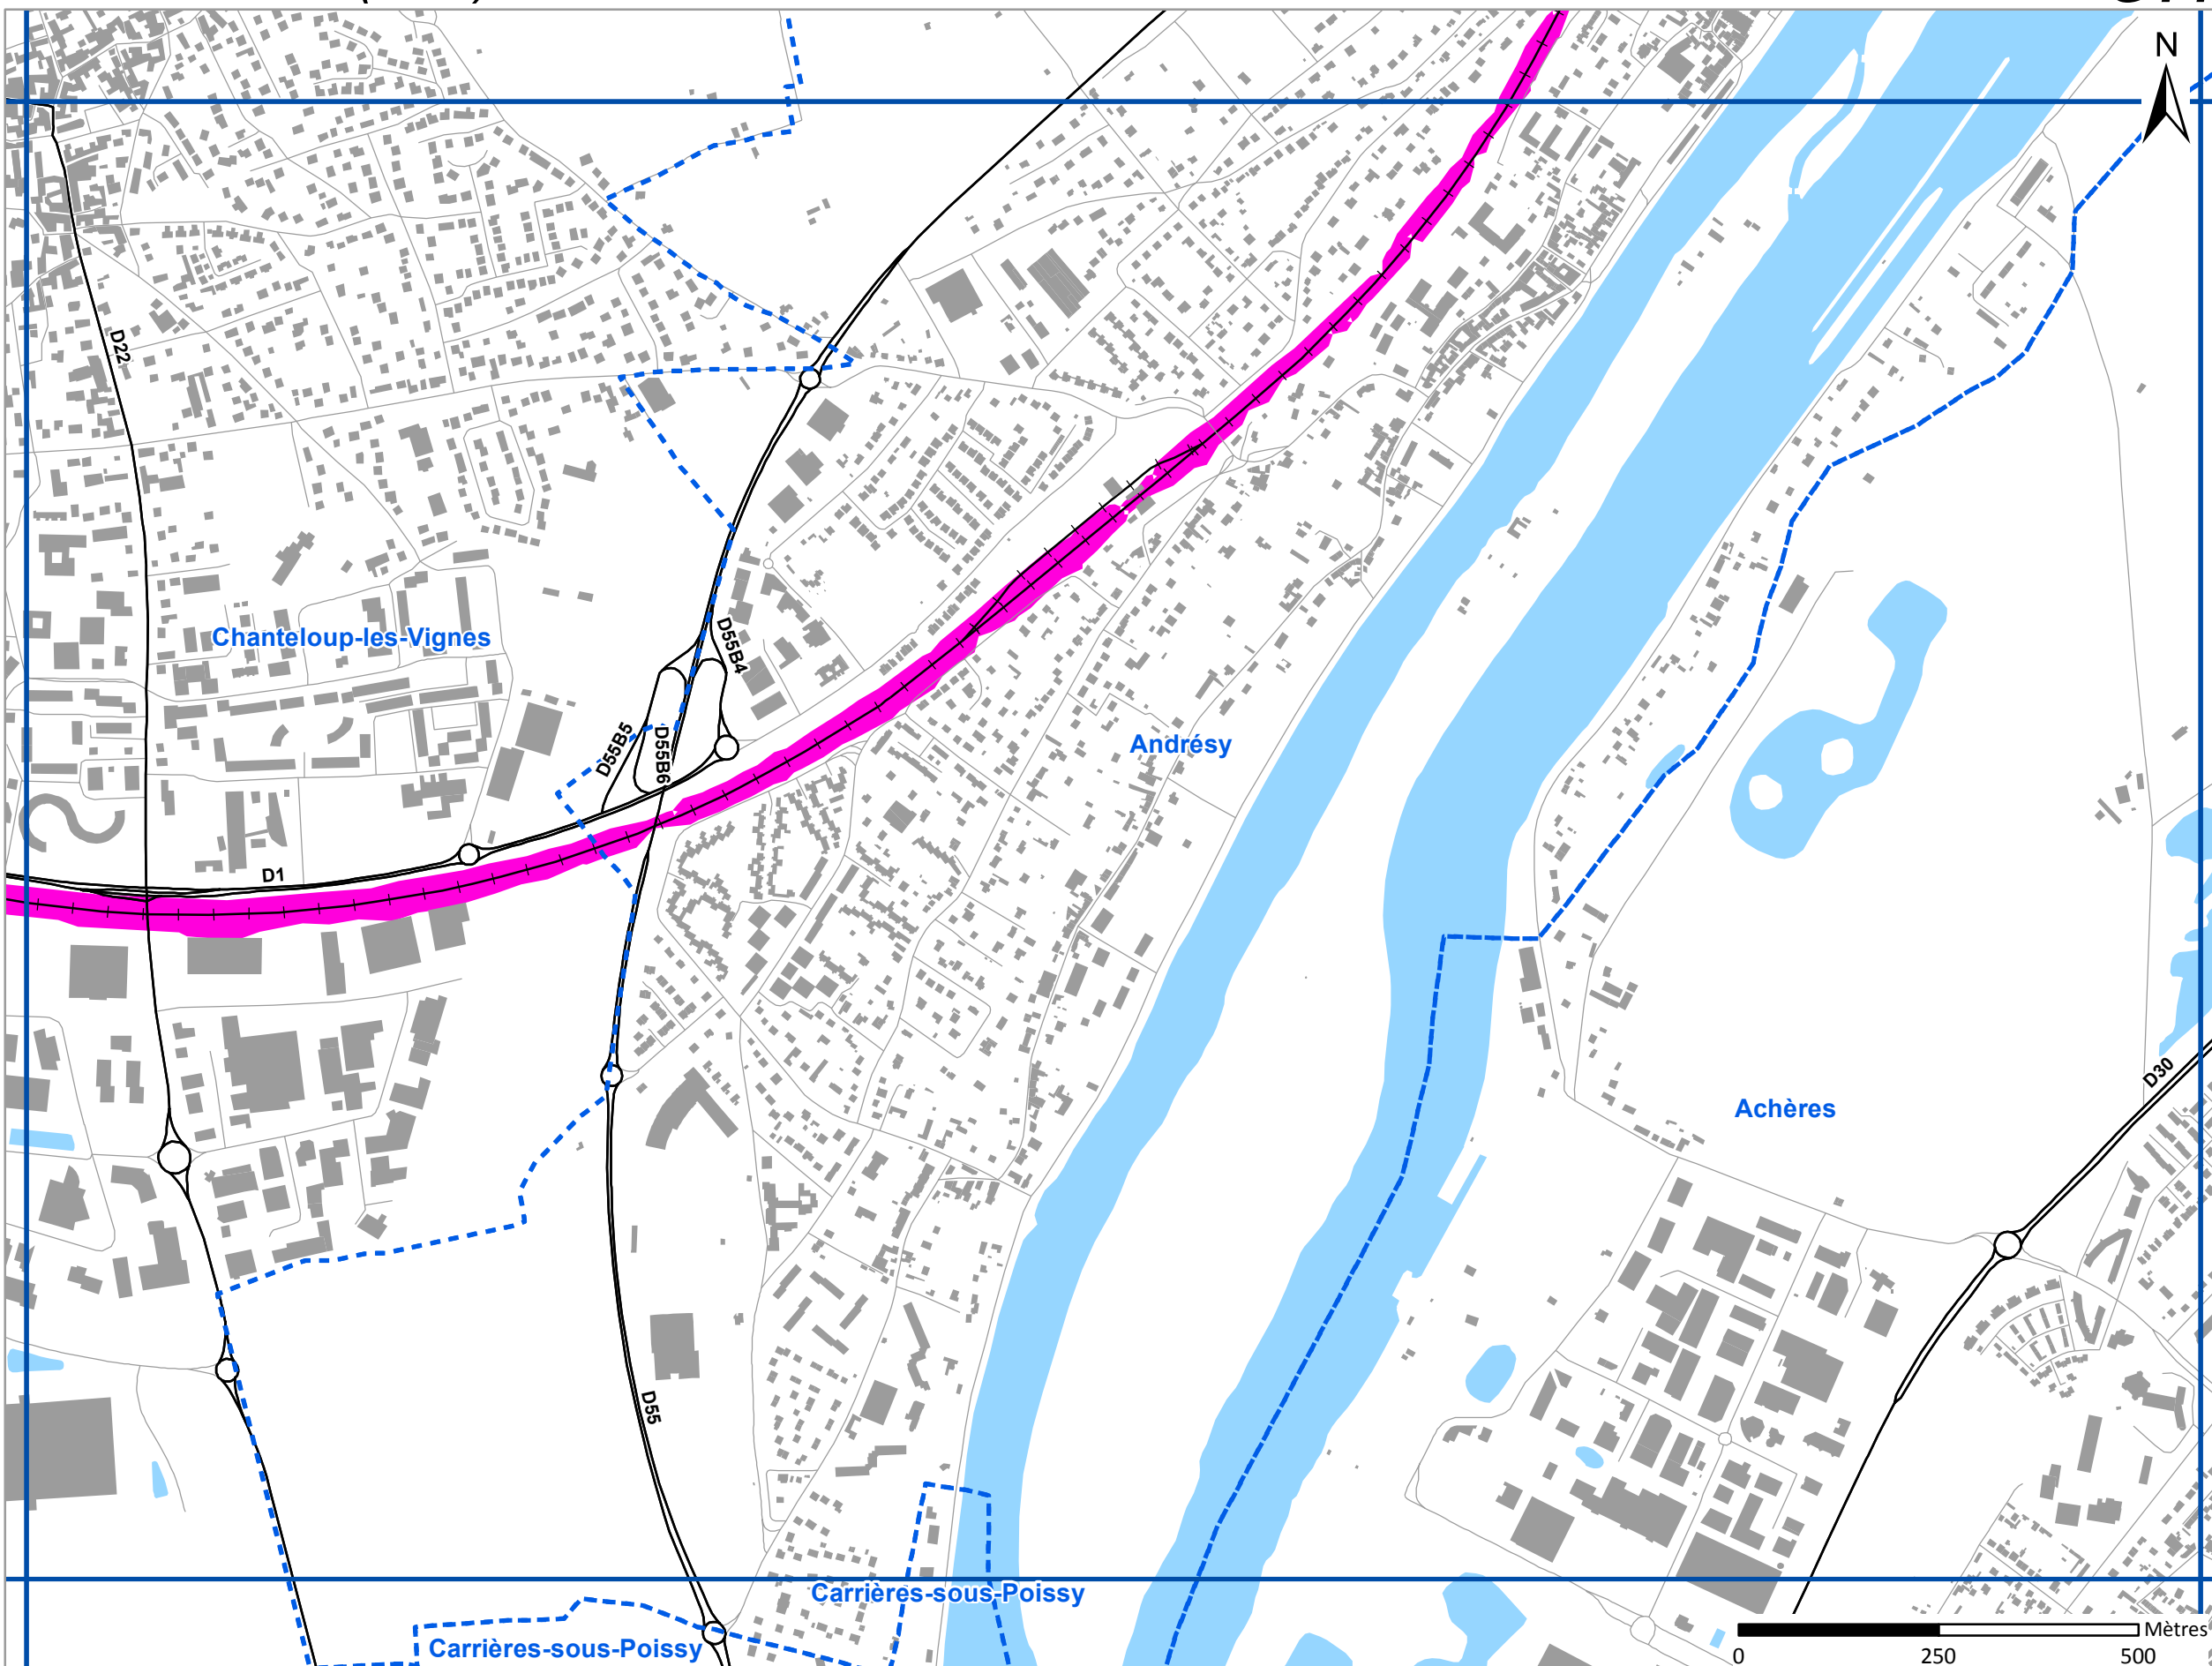 N
D22
Chanteloup-les-Vignes
D55B4
D55B5
D55B6
Andrésy
D1
D30
Achères
D55
Carrières-sous-Poissy
Carrières-sous-Poissy
Mètres
0 250 500